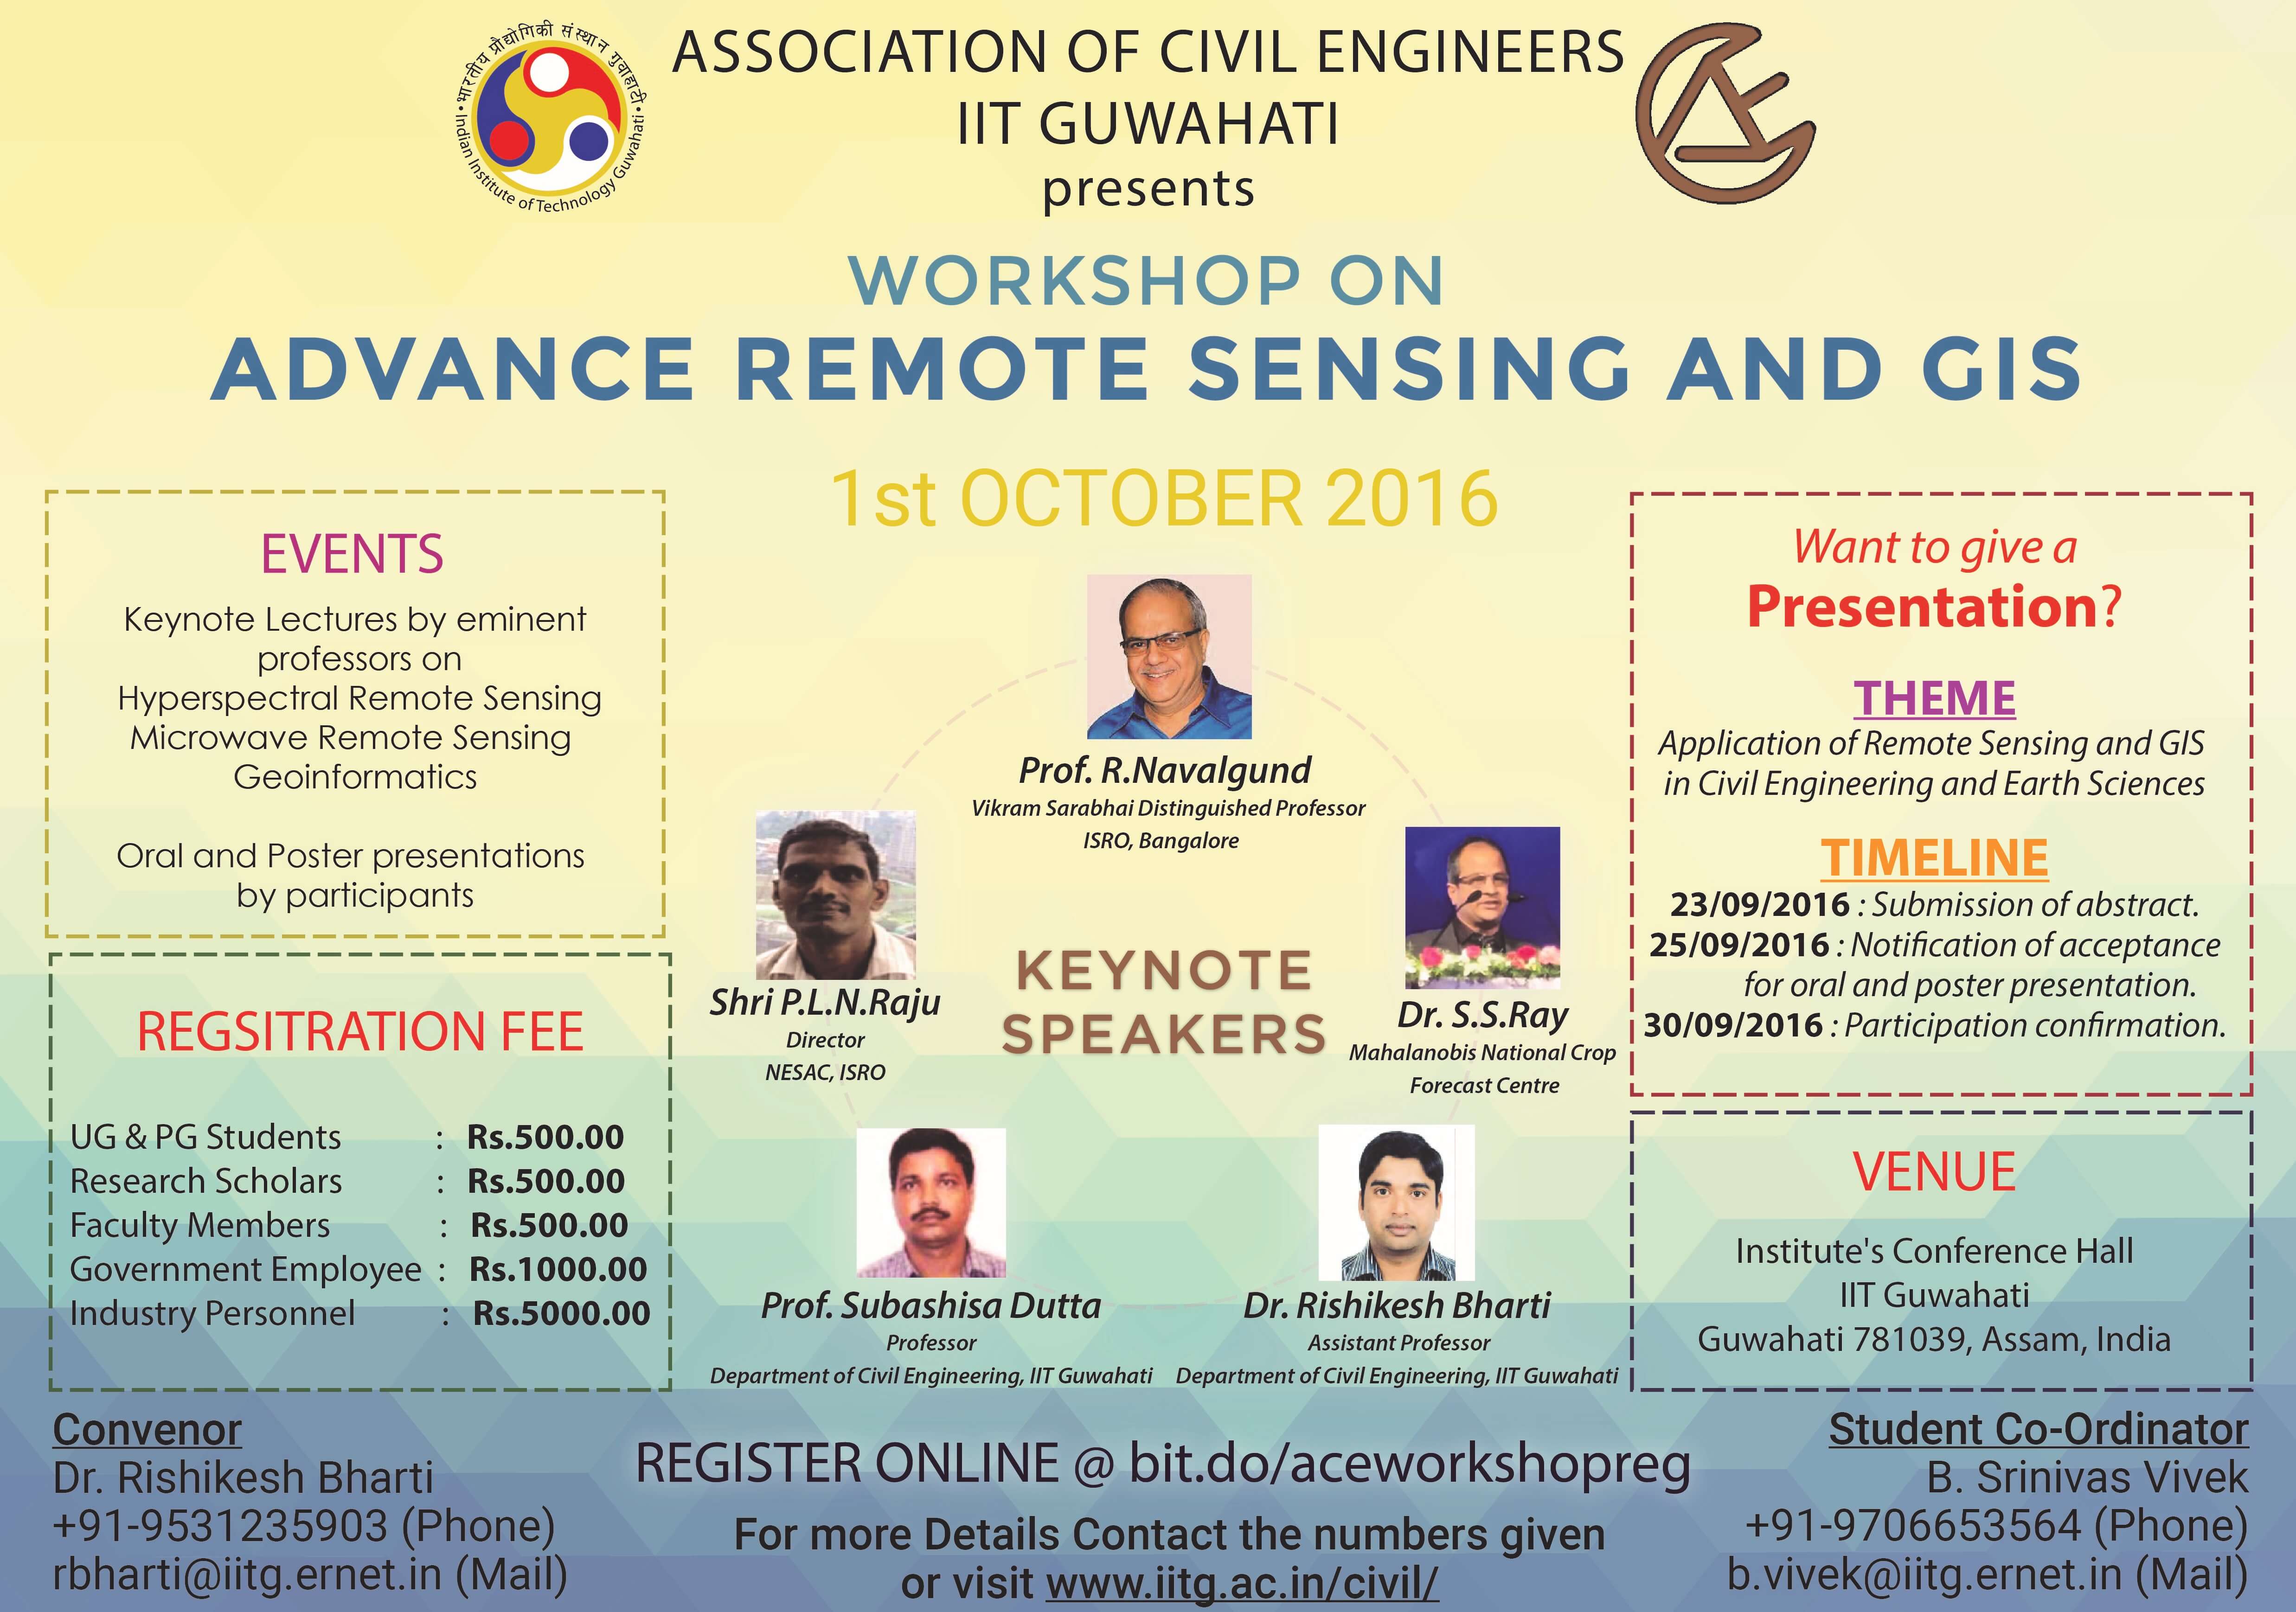 भारतीय प्रौद्योगिकी संस्थान गुवाहाटी
Indian Institute of Technology Guwahati
ASSOCIATION OF CIVIL ENGINEERS
IIT GUWAHATI
presents
WORKSHOP ON
ADVANCE REMOTE SENSING AND GIS
1st OCTOBER 2016
EVENTS
Keynote Lectures by eminent
professors on
Hyperspectral Remote Sensing
Microwave Remote Sensing
Geoinformatics
Oral and Poster presentations
by participants
REGSITRATION FEE
UG & PG Students : Rs.500.00
Research Scholars : Rs.500.00
Faculty Members : Rs.500.00
Government Employee : Rs.1000.00
Industry Personnel : Rs.5000.00
Prof. R.Navalgund
Vikram Sarabhai Distinguished Professor
ISRO, Bangalore
Shri P.L.N.Raju
Director
NESAC, ISRO
KEYNOTE
SPEAKERS
Dr. S.S.Ray
Mahalanobis National Crop
Forecast Centre
Prof. Subashisa Dutta
Professor
Department of Civil Engineering, IIT Guwahati
Dr. Rishikesh Bharti
Assistant Professor
Department of Civil Engineering, IIT Guwahati
Want to give a
Presentation?
THEME
Application of Remote Sensing and GIS
in Civil Engineering and Earth Sciences
TIMELINE
23/09/2016 : Submission of abstract.
25/09/2016 : Notification of acceptance
for oral and poster presentation.
30/09/2016 : Participation confirmation.
VENUE
Institute's Conference Hall
IIT Guwahati
Guwahati 781039, Assam, India
Convenor
Dr. Rishikesh Bharti
+91-9531235903 (Phone)
rbharti@iitg.ernet.in (Mail)
REGISTER ONLINE @ bit.do/aceworkshopreg
For more Details Contact the numbers given
or visit www.iitg.ac.in/civil/
Student Co-Ordinator
B. Srinivas Vivek
+91-9706653564 (Phone)
b.vivek@iitg.ernet.in (Mail)